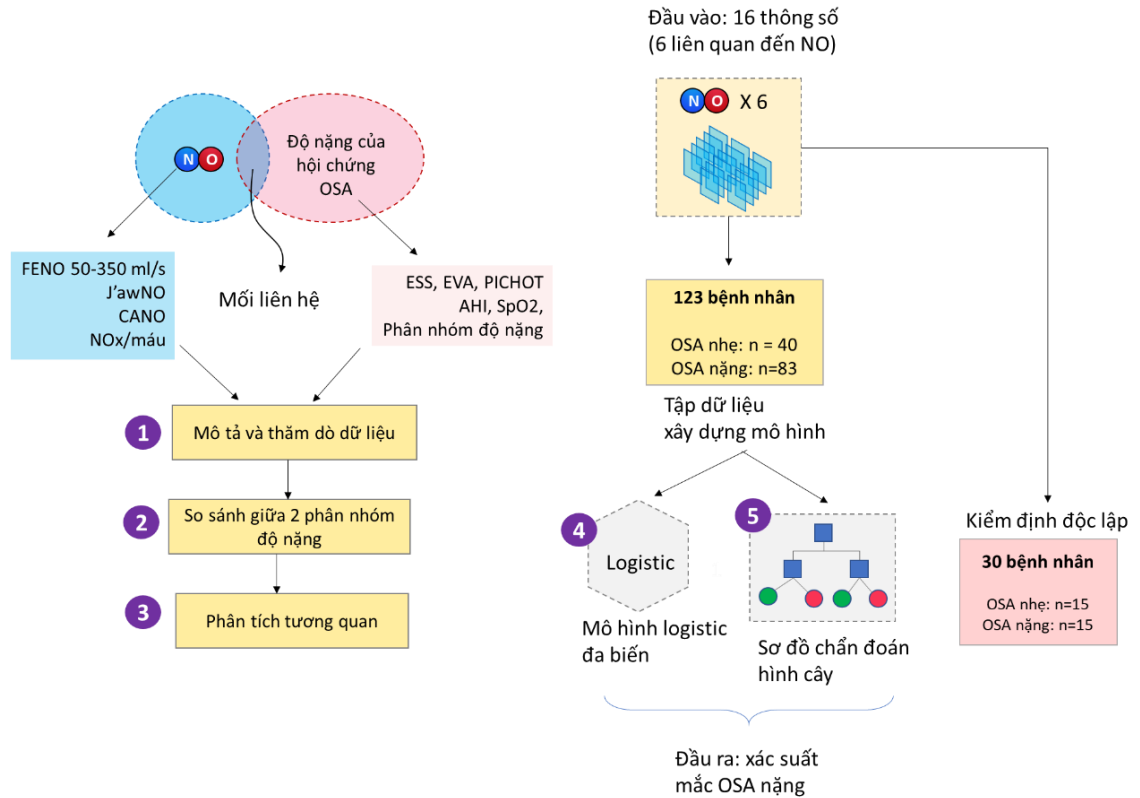 N O
Độ nặng của
hội chứng
OSA
FENO 50-350 ml/s
J'awNO
CANO
NOx/máu
Mối liên hệ
ESS, EVA, PICHOT
AHI, SpO2,
Phân nhóm độ nặng
1
Mô tả và thăm dò dữ liệu
2
So sánh giữa 2 phân nhóm
độ nặng
3
Phân tích tương quan
Đầu vào: 16 thông số
(6 liên quan đến NO)
N O X 6
123 bệnh nhân
OSA nhẹ: n = 40
OSA nặng: n=83
Tập dữ liệu
xây dựng mô hình
4
Logistic
Mô hình logistic
đa biến
5
Sơ đồ chẩn đoán
hình cây
Kiểm định độc lập
30 bệnh nhân
OSA nhẹ: n=15
OSA nặng: n=15
Đầu ra: xác suất
mắc OSA nặng